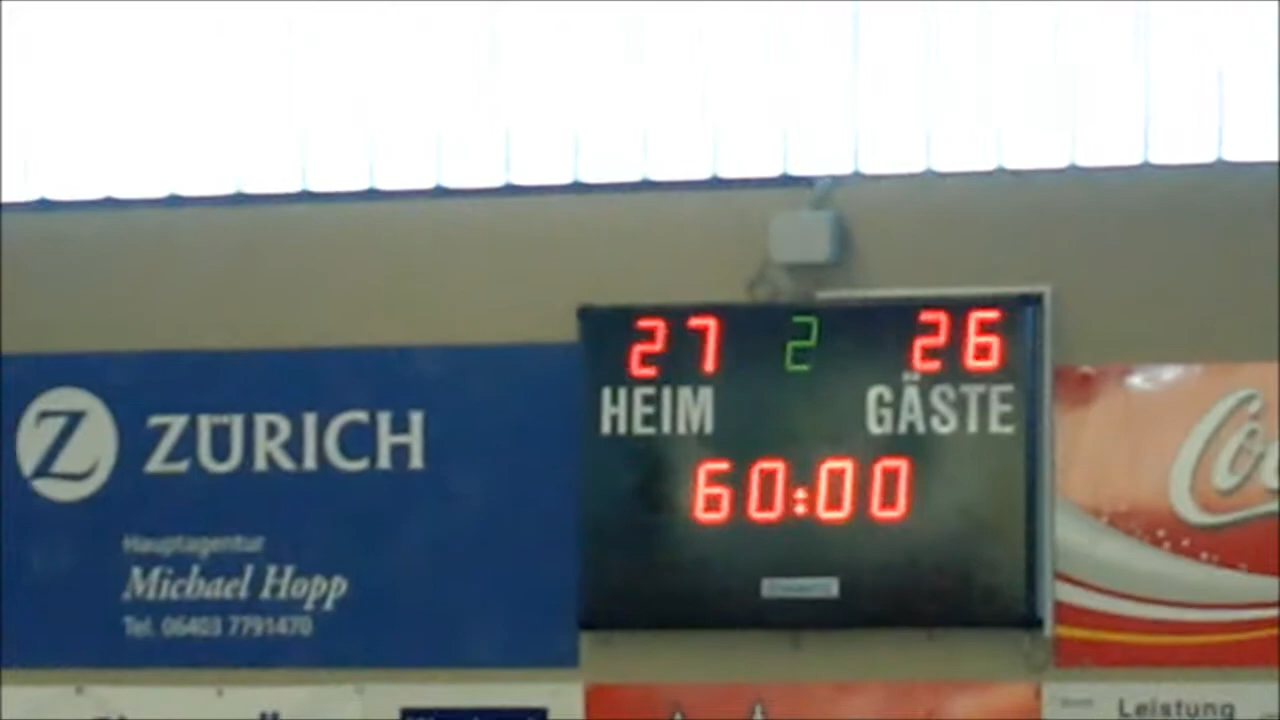 27 2 26
HEIM GÄSTE
60:00
Z ZÜRICH
Hauptagentur
Michael Hopp
Tel. 06403 7791470
Leistung